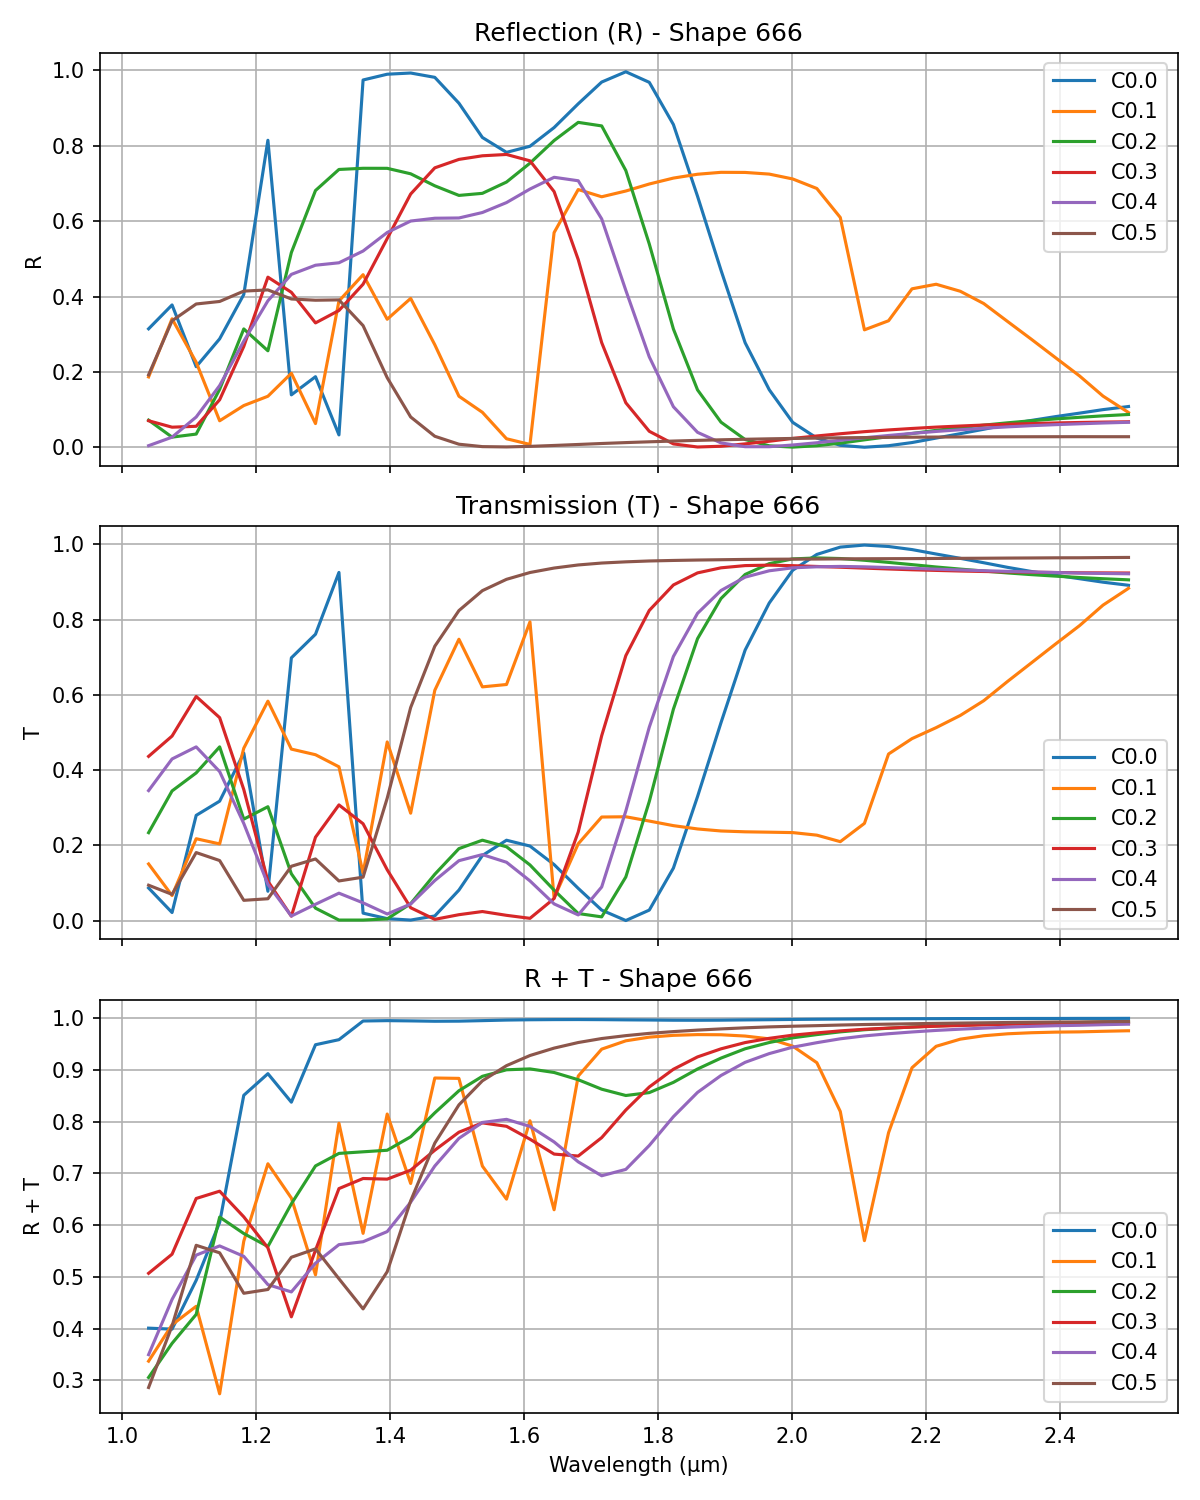 Reflection (R) - Shape 666
1.0
0.8
0.6
0.4
0.2
0.0
R
C0.0
C0.1
C0.2
C0.3
C0.4
C0.5
Transmission (T) - Shape 666
1.0
0.8
0.6
0.4
0.2
0.0
T
C0.0
C0.1
C0.2
C0.3
C0.4
C0.5
R + T - Shape 666
1.0
0.9
0.8
0.7
0.6
0.5
0.4
0.3
R + T
C0.0
C0.1
C0.2
C0.3
C0.4
C0.5
1.0 1.2 1.4 1.6 1.8 2.0 2.2 2.4
Wavelength (μm)